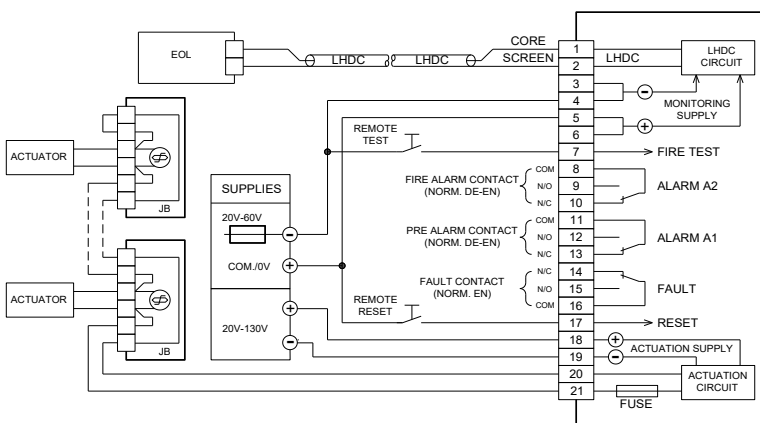 EOL
LHDC
LHDC
CORE
SCREEN
1
2
LHDC
LHDC
CIRCUIT
3
4
−
MONITORING
SUPPLY
5
6
+
REMOTE
TEST
7
FIRE TEST
ACTUATOR
JB
FIRE ALARM CONTACT
(NORM. DE-EN)
COM
N/O
N/C
8
9
10
ALARM A2
PRE ALARM CONTACT
(NORM. DE-EN)
COM
N/O
N/C
11
12
13
ALARM A1
FAULT CONTACT
(NORM. EN)
N/C
N/O
COM
14
15
16
FAULT
SUPPLIES
20V-60V
−
COM./0V
+
20V-130V
+
−
ACTUATOR
JB
REMOTE
RESET
17
RESET
18
+
ACTUATION SUPPLY
19
−
20
21
ACTUATION
CIRCUIT
FUSE